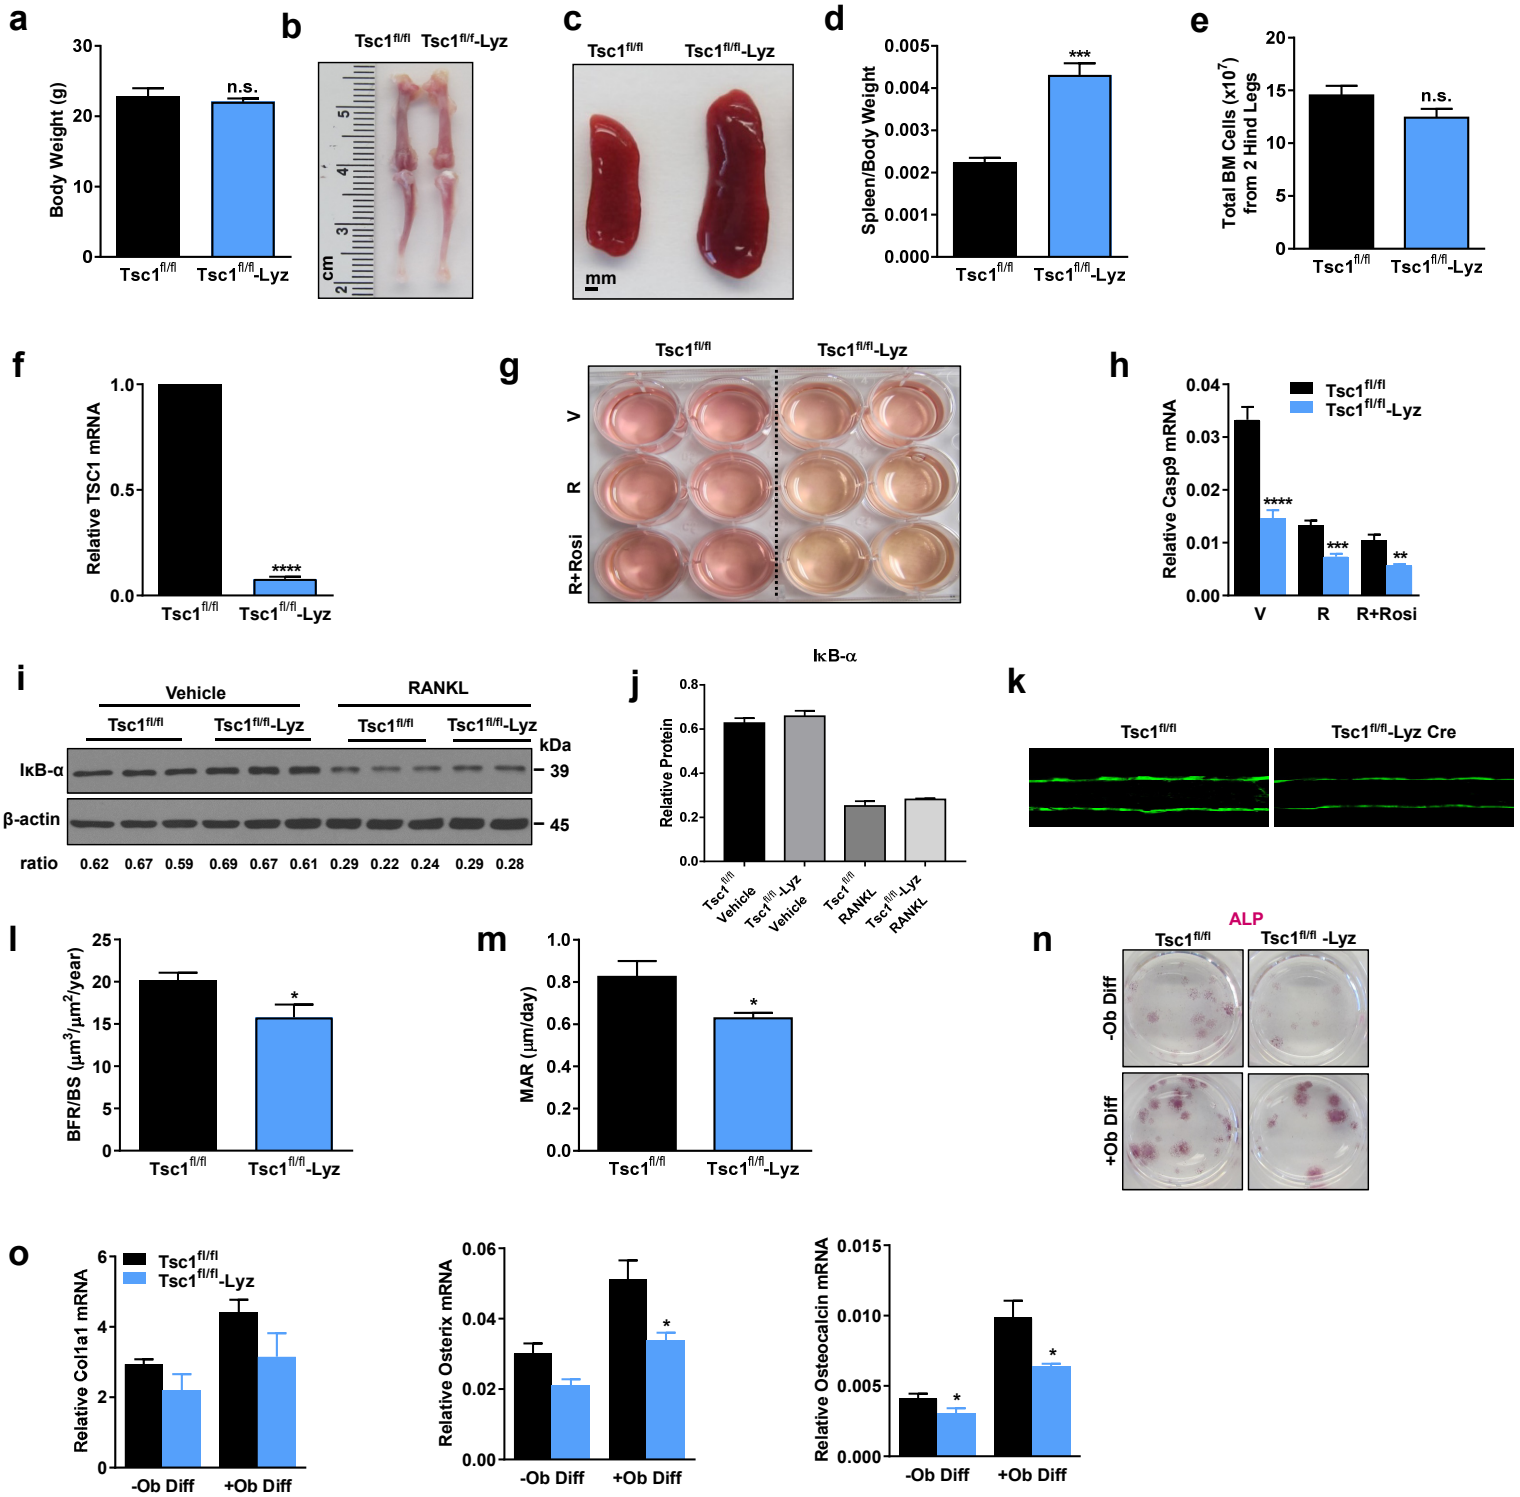 a
Body Weight (g)
30
20
10
0
n.s.
Tsc1fl/fl Tsc1fl/fl-Lyz
b
Tsc1fl/fl Tsc1fl/f-Lyz
5
4
3
2
cm
c
Tsc1fl/fl Tsc1fl/fl-Lyz
mm
d
Spleen/Body Weight
0.005
0.004
0.003
0.002
0.001
0.000
***
Tsc1fl/fl Tsc1fl/fl-Lyz
e
Total BM Cells (x10⁷)
from 2 Hind Legs
20
15
10
5
0
n.s.
Tsc1fl/fl Tsc1fl/fl-Lyz
f
Relative TSC1 mRNA
1.0
0.5
0.0
****
Tsc1fl/fl Tsc1fl/fl-Lyz
g
Tsc1fl/fl Tsc1fl/fl-Lyz
V
R
R+Rosi
h
Relative Casp9 mRNA
0.04
0.03
0.02
0.01
0.00
Tsc1fl/fl
Tsc1fl/fl-Lyz
**** *** **
V R R+Rosi
i
Vehicle RANKL
Tsc1fl/fl Tsc1fl/fl-Lyz Tsc1fl/fl Tsc1fl/fl-Lyz
kDa
IκB-α 39
β-actin 45
ratio 0.62 0.67 0.59 0.69 0.67 0.61 0.29 0.22 0.24 0.29 0.28
j
IκB-α
Relative Protein
0.8
0.6
0.4
0.2
0.0
Tsc1fl/fl
Vehicle
Tsc1fl/fl-Lyz
Vehicle
Tsc1fl/fl
RANKL
Tsc1fl/fl-Lyz
RANKL
k
Tsc1fl/fl Tsc1fl/fl-Lyz Cre
l
BFR/BS (μm³/μm²/year)
25
20
15
10
5
0
*
Tsc1fl/fl Tsc1fl/fl-Lyz
m
MAR (μm/day)
1.0
0.8
0.6
0.4
0.2
0.0
*
Tsc1fl/fl Tsc1fl/fl-Lyz
n
ALP
Tsc1fl/fl Tsc1fl/fl -Lyz
-Ob Diff
+Ob Diff
o
Relative Col1a1 mRNA
6
4
2
0
Tsc1fl/fl
Tsc1fl/fl-Lyz
-Ob Diff +Ob Diff
Relative Osterix mRNA
0.06
0.04
0.02
0.00
*
-Ob Diff +Ob Diff
Relative Osteocalcin mRNA
0.015
0.010
0.005
0.000
* *
-Ob Diff +Ob Diff